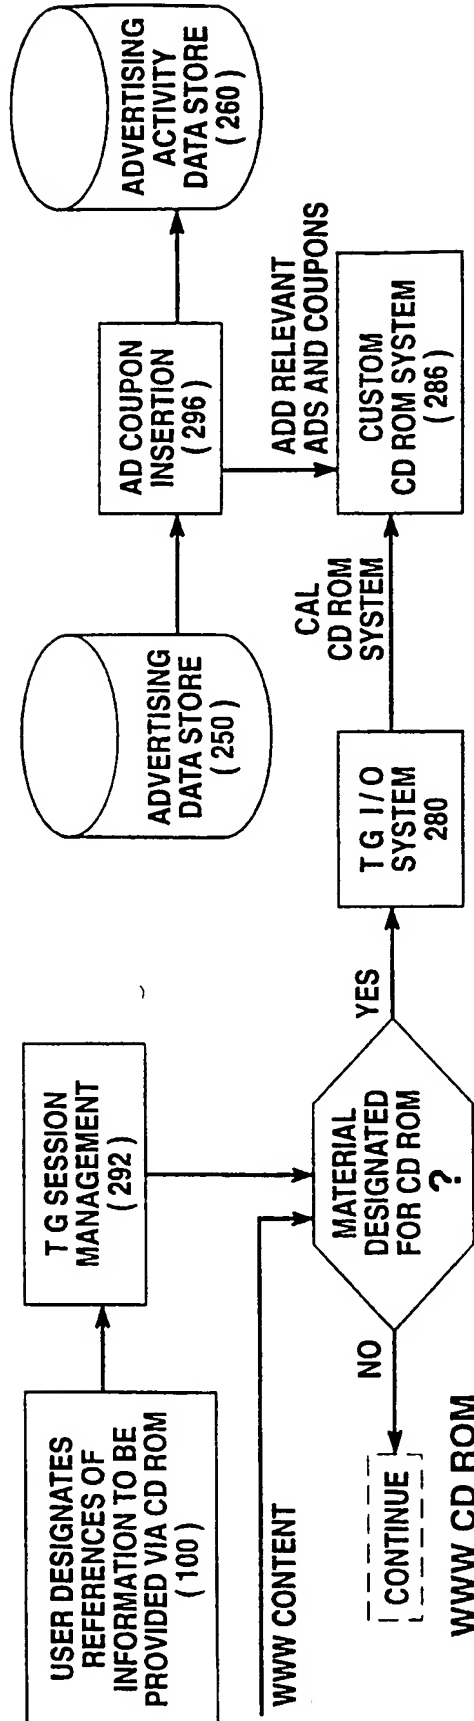 USER DESIGNATES
REFERENCES OF
INFORMATION TO BE
PROVIDED VIA CD ROM
(100)
T G SESSION
MANAGEMENT
(292)
WWW CONTENT
MATERIAL
DESIGNATED
FOR CD ROM
?
NO
CONTINUE
YES
T G I/O
SYSTEM
280
CAL
CD ROM
SYSTEM
CUSTOM
CD ROM SYSTEM
(286)
ADVERTISING
DATA STORE
(250)
AD COUPON
INSERTION
(296)
ADD RELEVANT
ADS AND COUPONS
ADVERTISING
ACTIVITY
DATA STORE
(260)
WWW CD ROM